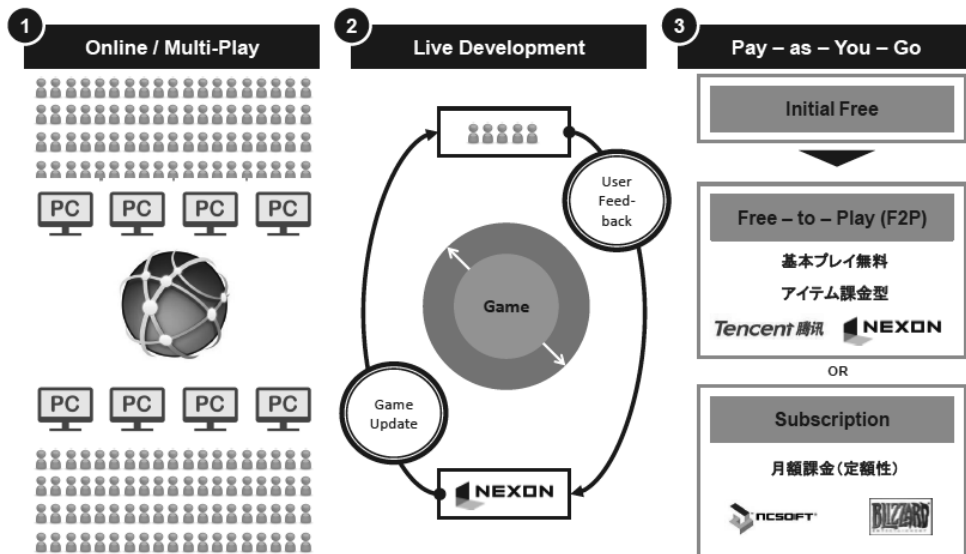 1
Online / Multi-Play
PC PC PC PC
PC PC PC PC
2
Live Development
User
Feed-
back
Game
Game
Update
NEXON
3
Pay – as – You – Go
Initial Free
Free – to – Play (F2P)
基本プレイ無料
アイテム課金型
Tencent 腾讯 NEXON
OR
Subscription
月額課金(定額性)
NCSOFT BLIZZARD